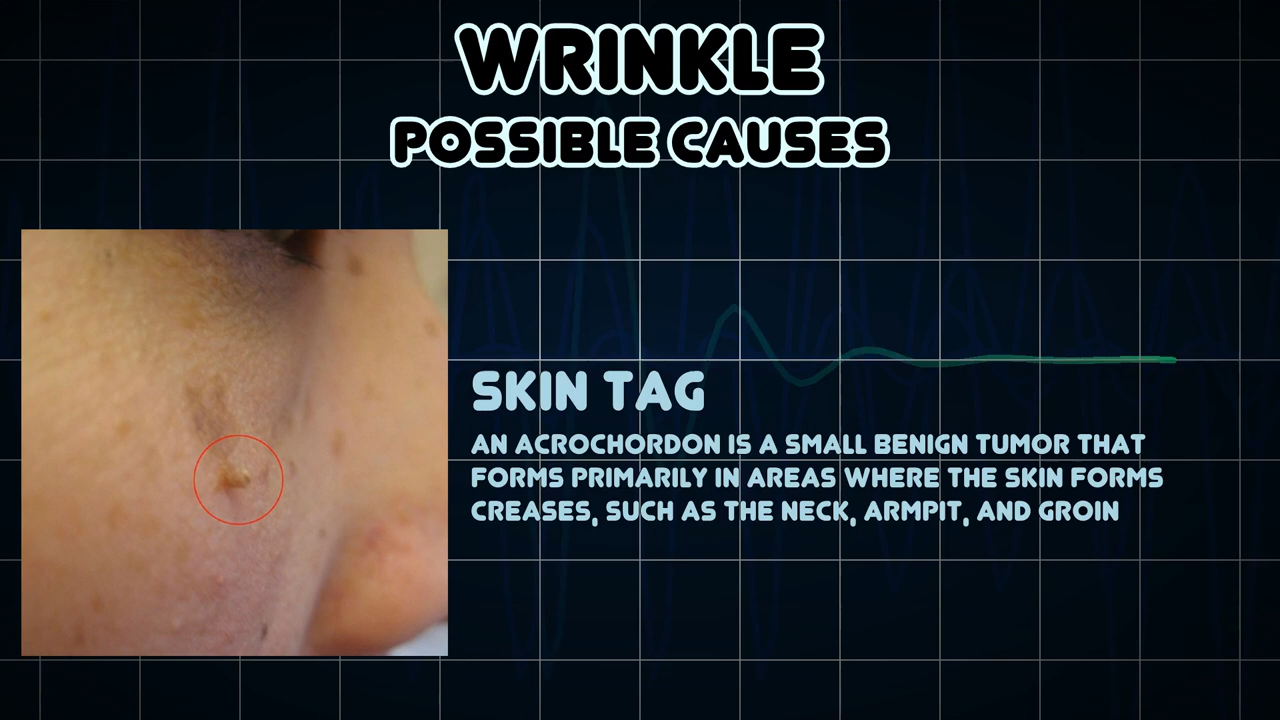 WRINKLE
POSSIBLE CAUSES
SKIN TAG
AN ACROCHORDON IS A SMALL BENIGN TUMOR THAT
FORMS PRIMARILY IN AREAS WHERE THE SKIN FORMS
CREASES, SUCH AS THE NECK, ARMPIT, AND GROIN